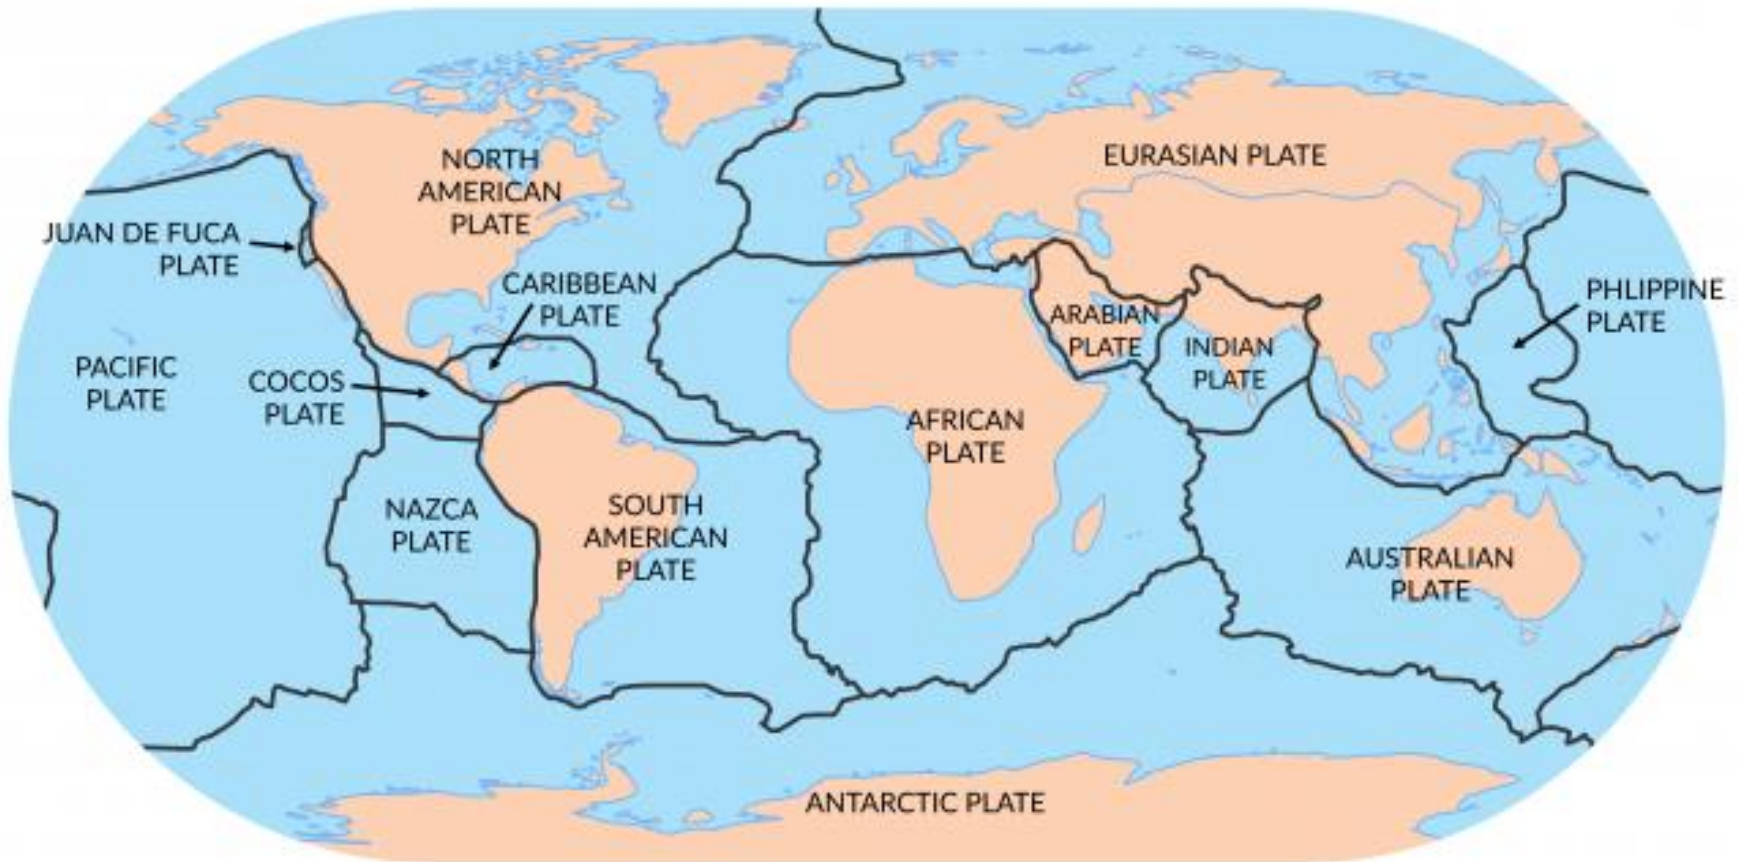 NORTH
AMERICAN
PLATE
EURASIAN PLATE
JUAN DE FUCA
PLATE
CARIBBEAN
PLATE
PHLIPPINE
PLATE
ARABIAN
PLATE
INDIAN
PLATE
PACIFIC
PLATE
COCOS
PLATE
AFRICAN
PLATE
NAZCA
PLATE
SOUTH
AMERICAN
PLATE
AUSTRALIAN
PLATE
ANTARCTIC PLATE